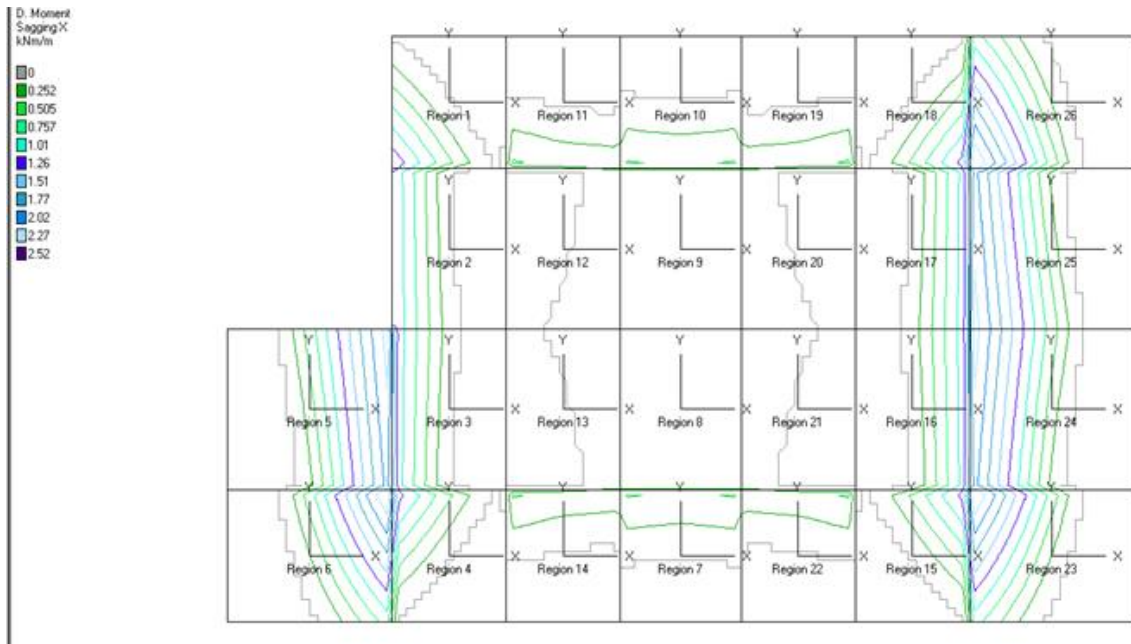 D. Moment
Sagging X
kNm/m
0
0.252
0.505
0.757
1.01
1.26
1.51
1.77
2.02
2.27
2.52
Y Y Y Y Y Y
X X X X X X
Region 1 Region 11 Region 10 Region 19 Region 18 Region 26
Y Y Y Y Y Y
X X X X X X
Region 2 Region 12 Region 9 Region 20 Region 17 Region 25
Y Y Y Y Y Y Y
X X X X X X X
Region 5 Region 3 Region 13 Region 8 Region 21 Region 16 Region 24
Y Y Y Y Y Y Y
X X X X X X X
Region 6 Region 4 Region 14 Region 7 Region 22 Region 15 Region 23